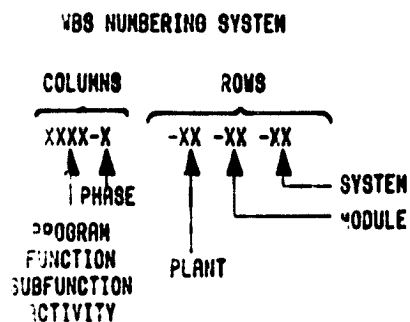 WBS NUMBERING SYSTEM
COLUMNS ROWS
XXXX-X -XX -XX -XX
PHASE SYSTEM
MODULE
PROGRAM
FUNCTION PLANT
SUBFUNCTION
ACTIVITY